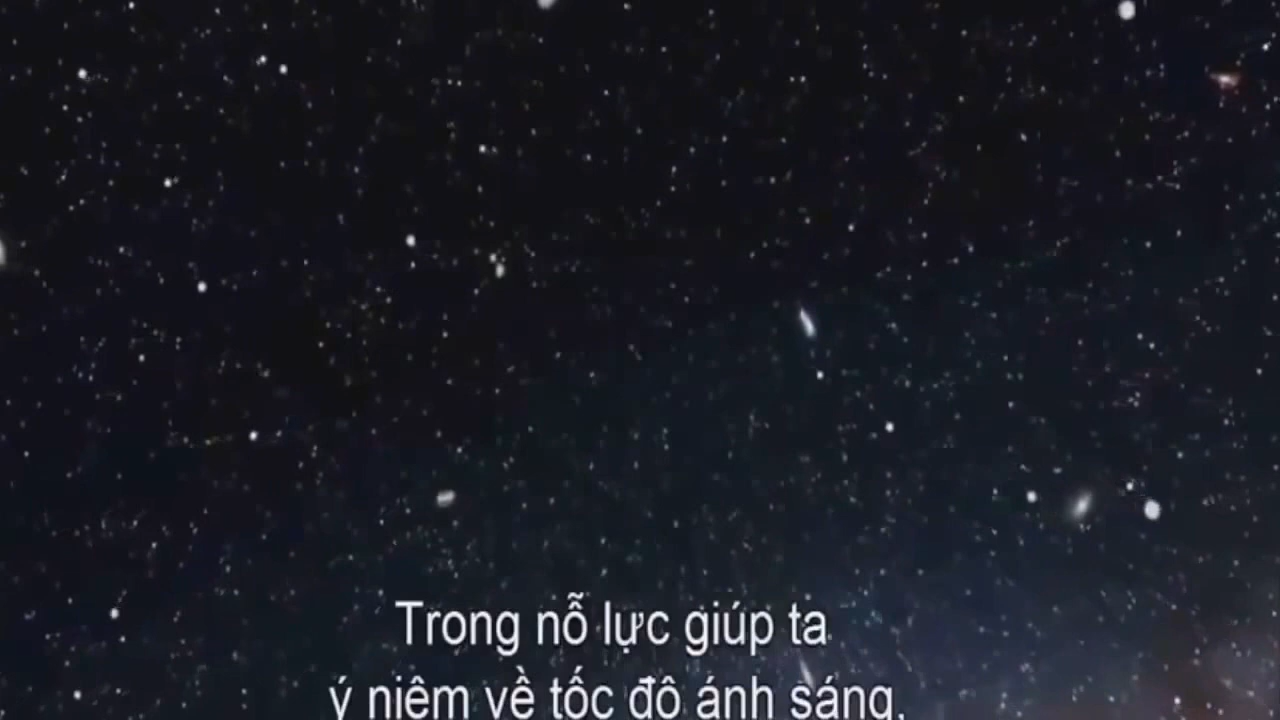 Trong nỗ lực giúp ta
ý niệm về tốc độ ánh sáng,